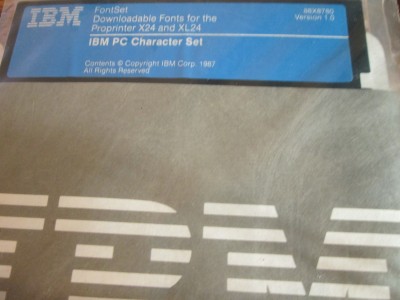 IBM
FontSet
Downloadable Fonts for the
Proprinter X24 and XL24
IBM PC Character Set
Contents © Copyright IBM Corp. 1987
All Rights Reserved
Version 1.0
IBM